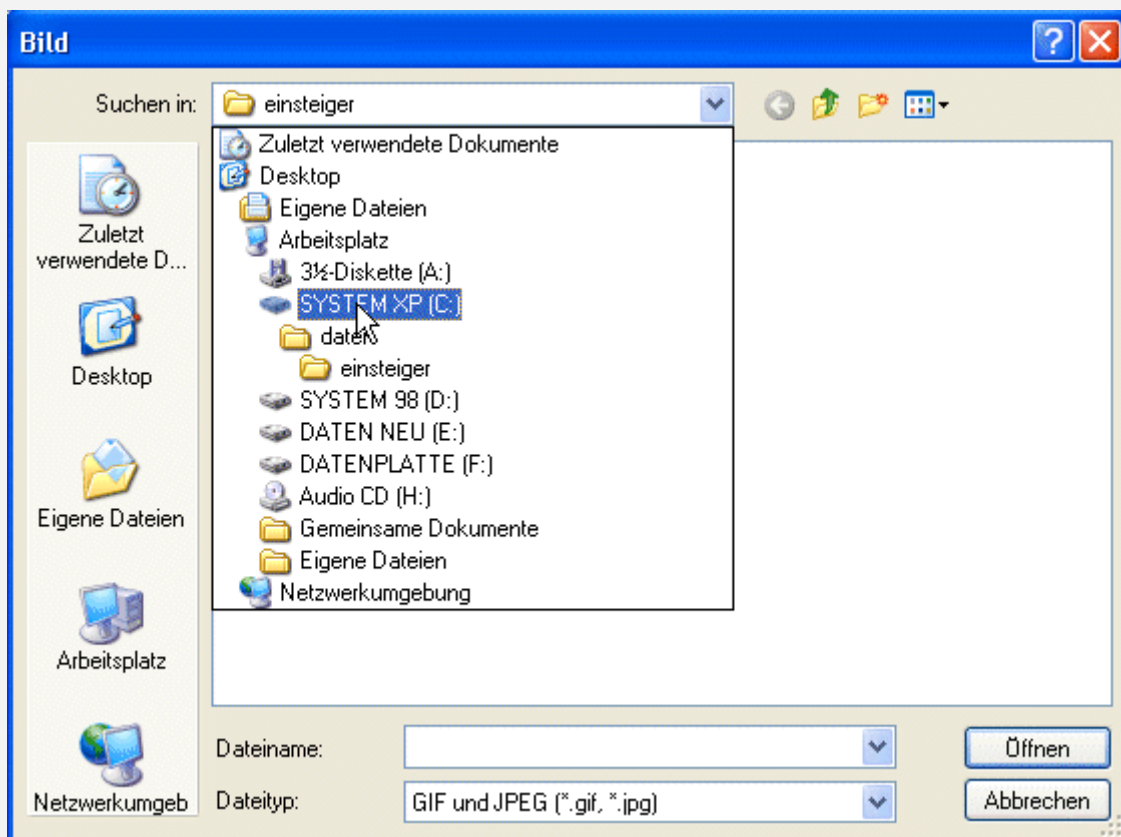 Bild
Suchen in: einsteiger
Zuletzt verwendete Dokumente
Desktop
Eigene Dateien
Arbeitsplatz
3½-Diskette (A:)
SYSTEM XP (C:)
daten
einsteiger
SYSTEM 98 (D:)
DATEN NEU (E:)
DATENPLATTE (F:)
Audio CD (H:)
Gemeinsame Dokumente
Eigene Dateien
Netzwerkumgebung
Zuletzt
verwendete D...
Desktop
Eigene Dateien
Arbeitsplatz
Netzwerkumgeb
Dateiname:
Öffnen
Dateityp: GIF und JPEG (*.gif, *.jpg)
Abbrechen